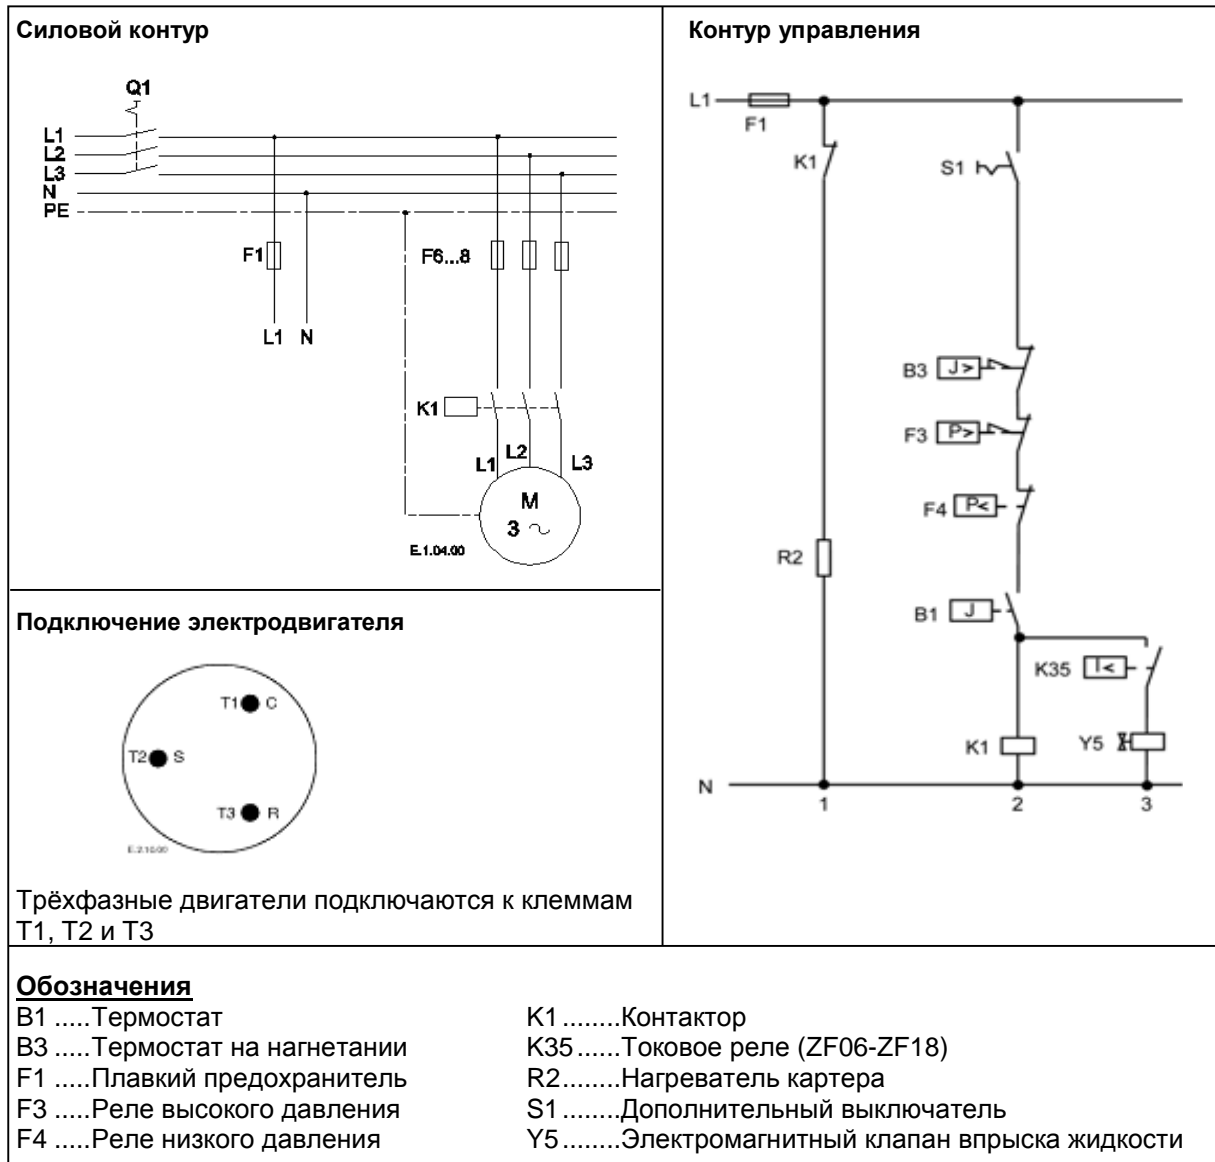 Силовой контур
Q1
L1
L2
L3
N
PE
F1
F6...8
L1 N
K1
L1 L2 L3
M
3 ~
E.1.04.00
Подключение электродвигателя
T1 C
T2 S
T3 R
E.2.10.00
Трёхфазные двигатели подключаются к клеммам
T1, T2 и T3
Контур управления
L1
F1
K1
S1
B3 J>
F3 P>
F4 P<
R2
B1 J
K35 I<
K1
Y5
N
1 2 3
Обозначения
B1 .....Термостат
B3 .....Термостат на нагнетании
F1 .....Плавкий предохранитель
F3 .....Реле высокого давления
F4 .....Реле низкого давления
K1 ........Контактор
K35 ......Токовое реле (ZF06-ZF18)
R2 ........Нагреватель картера
S1 ........Дополнительный выключатель
Y5 ........Электромагнитный клапан впрыска жидкости